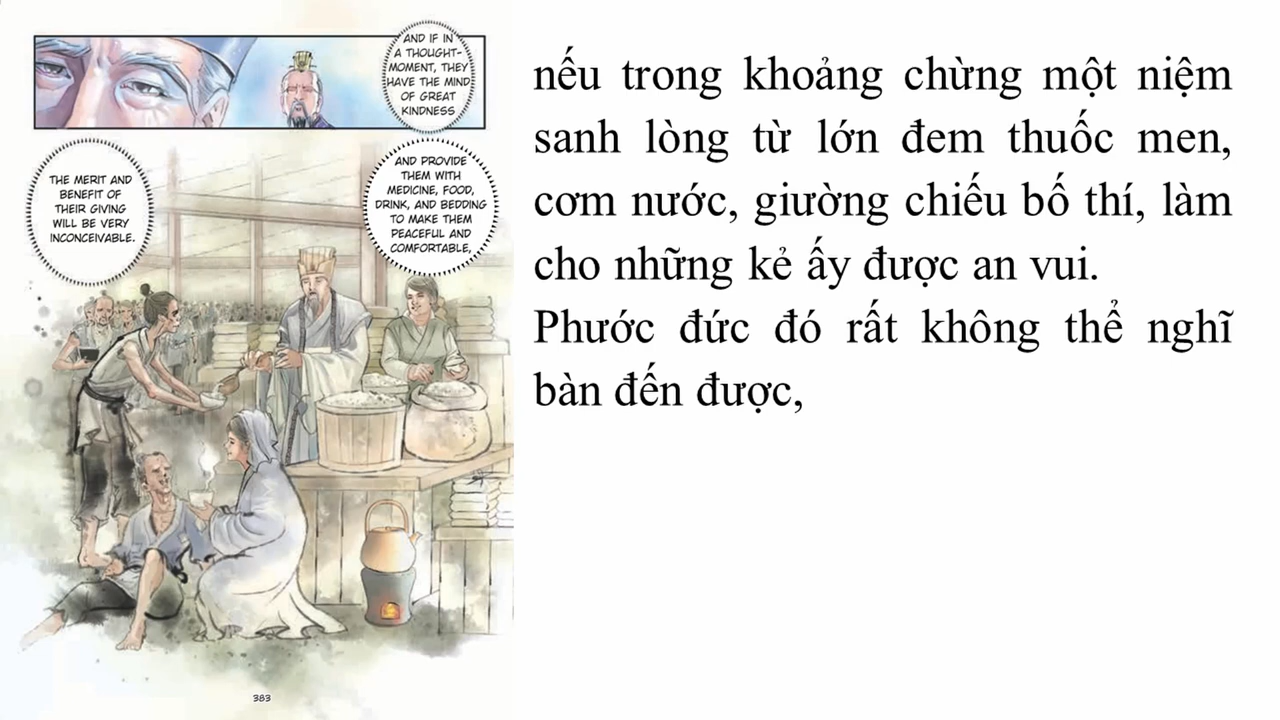 AND IF IN
A THOUGHT-
MOMENT, THEY
HAVE THE MIND
OF GREAT
KINDNESS
AND PROVIDE
THEM WITH
MEDICINE, FOOD,
DRINK, AND BEDDING
TO MAKE THEM
PEACEFUL AND
COMFORTABLE,
THE MERIT AND
BENEFIT OF
THEIR GIVING
WILL BE VERY
INCONCEIVABLE.
383
nếu trong khoảng chừng một niệm
sanh lòng từ lớn đem thuốc men,
cơm nước, giường chiếu bố thí, làm
cho những kẻ ấy được an vui.
Phước đức đó rất không thể nghĩ
bàn đến được,